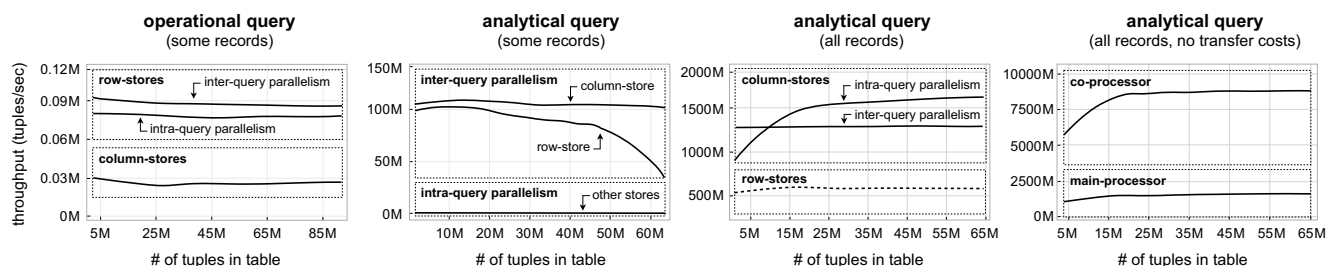 operational query
(some records)
throughput (tuples/sec)
0.12M
0.09M
0.06M
0.03M
0M
row-stores
inter-query parallelism
intra-query parallelism
column-stores
5M 25M 45M 65M 85M
# of tuples in table
analytical query
(some records)
150M
100M
50M
0M
inter-query parallelism
column-store
row-store
intra-query parallelism
other stores
10M 20M 30M 40M 50M 60M
# of tuples in table
analytical query
(all records)
2000M
1500M
1000M
500M
column-stores
intra-query parallelism
inter-query parallelism
row-stores
5M 15M 25M 35M 45M 55M 65M
# of tuples in table
analytical query
(all records, no transfer costs)
10000M
7500M
5000M
2500M
0M
co-processor
main-processor
5M 15M 25M 35M 45M 55M 65M
# of tuples in table